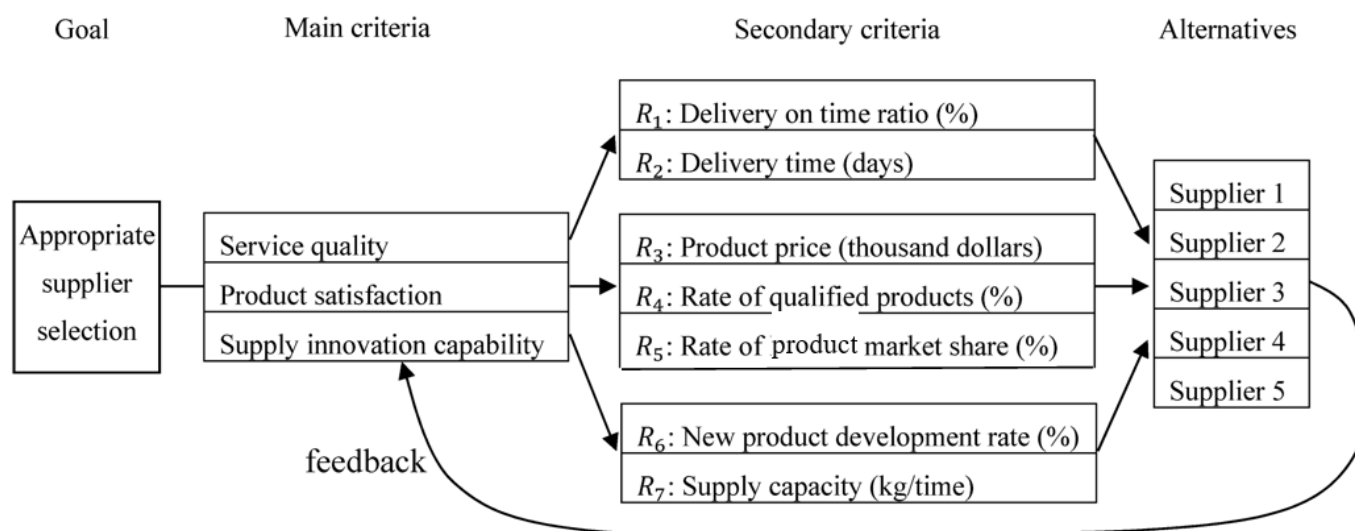 Goal
Main criteria
Secondary criteria
Alternatives
Appropriate
supplier
selection
Service quality
Product satisfaction
Supply innovation capability
R₁: Delivery on time ratio (%)
R₂: Delivery time (days)
R₃: Product price (thousand dollars)
R₄: Rate of qualified products (%)
R₅: Rate of product market share (%)
R₆: New product development rate (%)
R₇: Supply capacity (kg/time)
Supplier 1
Supplier 2
Supplier 3
Supplier 4
Supplier 5
feedback